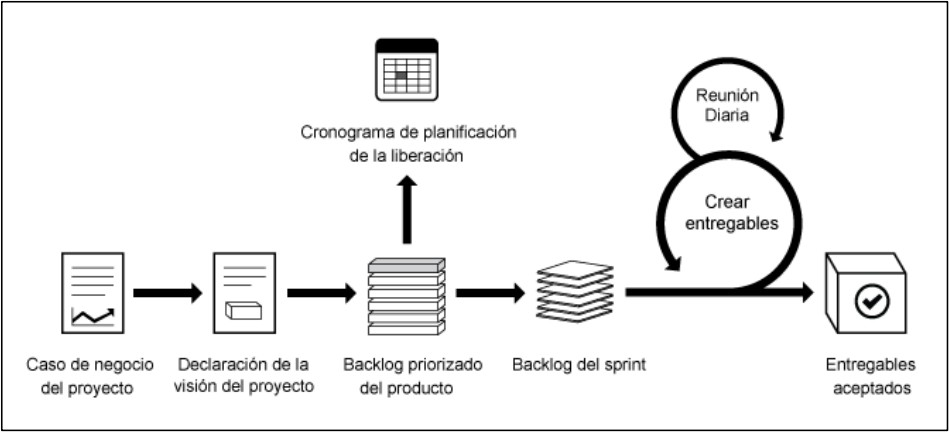 Cronograma de planificación
de la liberación
Reunión
Diaria
Crear
entregables
Caso de negocio
del proyecto
Declaración de la
visión del proyecto
Backlog priorizado
del producto
Backlog del sprint
Entregables
aceptados